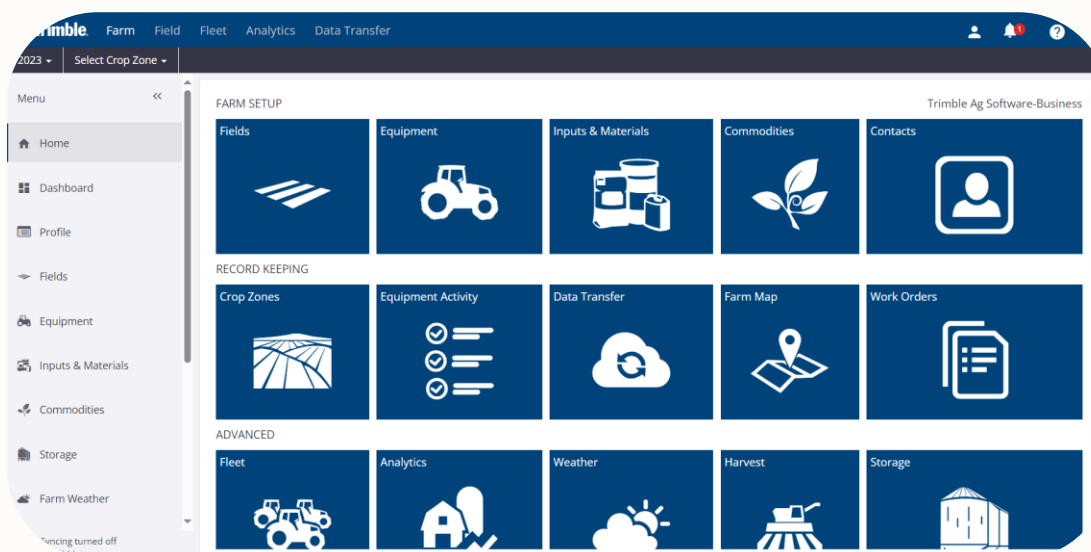 Trimble. Farm Field Fleet Analytics Data Transfer 1 ?
2023 Select Crop Zone
Menu
Home
Dashboard
Profile
Fields
Equipment
Inputs & Materials
Commodities
Storage
Farm Weather
Syncing turned off
FARM SETUP Trimble Ag Software-Business
Fields Equipment Inputs & Materials Commodities Contacts
RECORD KEEPING
Crop Zones Equipment Activity Data Transfer Farm Map Work Orders
ADVANCED
Fleet Analytics Weather Harvest Storage